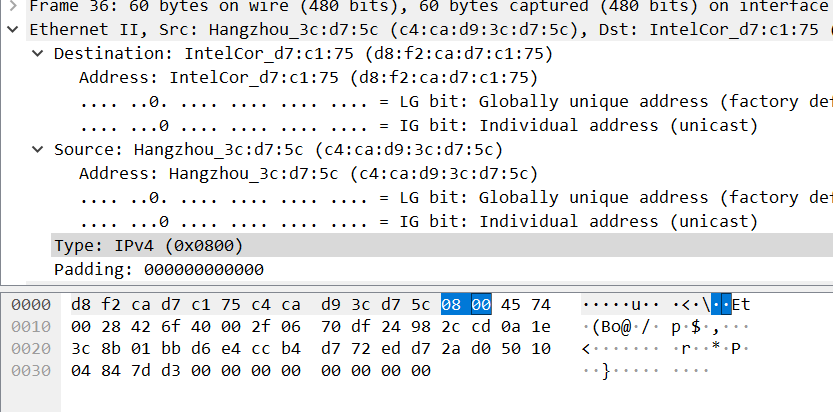 Frame 36: 60 bytes on wire (480 bits), 60 bytes captured (480 bits) on interface
Ethernet II, Src: Hangzhou_3c:d7:5c (c4:ca:d9:3c:d7:5c), Dst: IntelCor_d7:c1:75 (
Destination: IntelCor_d7:c1:75 (d8:f2:ca:d7:c1:75)
Address: IntelCor_d7:c1:75 (d8:f2:ca:d7:c1:75)
.... ..0. .... .... .... .... = LG bit: Globally unique address (factory def
.... ...0 .... .... .... .... = IG bit: Individual address (unicast)
Source: Hangzhou_3c:d7:5c (c4:ca:d9:3c:d7:5c)
Address: Hangzhou_3c:d7:5c (c4:ca:d9:3c:d7:5c)
.... ..0. .... .... .... .... = LG bit: Globally unique address (factory def
.... ...0 .... .... .... .... = IG bit: Individual address (unicast)
Type: IPv4 (0x0800)
Padding: 000000000000
0000 d8 f2 ca d7 c1 75 c4 ca d9 3c d7 5c 08 00 45 74 ·····u·· ·<·\··Et
0010 00 28 42 6f 40 00 2f 06 70 df 24 98 2c cd 0a 1e ·(Bo@·/· p·$·,···
0020 3c 8b 01 bb d6 e4 cc b4 d7 72 ed d7 2a d0 50 10 <······· ·r··*·P·
0030 04 84 7d d3 00 00 00 00 00 00 00 00 ··}····· ····